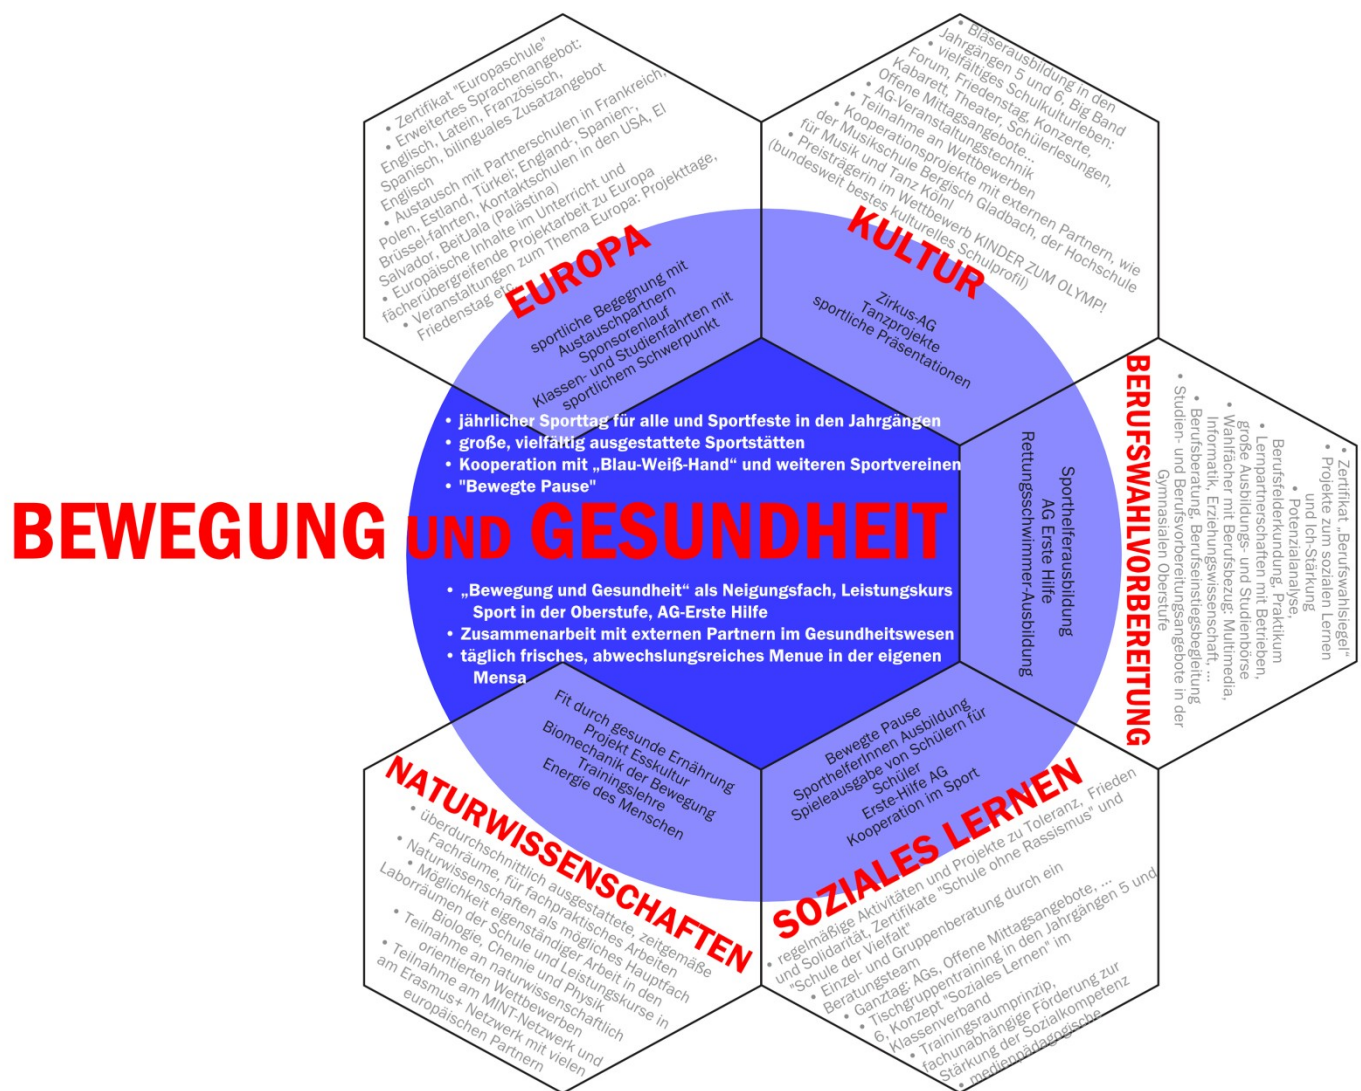 • Zertifikat "Europaschule"
• Erweitertes Sprachenangebot:
Englisch, Latein, Französisch,
Spanisch, bilinguales Zusatzangebot
Englisch
• Austausch mit Partnerschulen in Frankreich,
Polen, Estland, Türkei; England-, Spanien-,
Brüssel-fahrten, Kontaktschulen in den USA, El
Salvador, BeitJala (Palästina)
• Europäische Inhalte im Unterricht und
fächerübergreifende Projektarbeit zu Europa
• Veranstaltungen zum Thema Europa: Projekttage,
Friedenstag etc.
EUROPA
sportliche Begegnung mit
Austauschpartnern
Sponsorenlauf
Klassen- und Studienfahrten mit
sportlichem Schwerpunkt
• Bläserausbildung in den
Jahrgängen 5 und 6, Big Band
• vielfältiges Schulkulturleben:
Forum, Friedenstag, Konzerte,
Kabarett, Theater, Schülerlesungen,
Offene Mittagsangebote...
• AG-Veranstaltungstechnik
• Teilnahme an Wettbewerben
• Kooperationsprojekte mit externen Partnern, wie
der Musikschule Bergisch Gladbach, der Hochschule
für Musik und Tanz Kölnl
• Preisträgerin im Wettbewerb KINDER ZUM OLYMP!
(bundesweit bestes kulturelles Schulprofil)
KULTUR
Zirkus-AG
Tanzprojekte
sportliche Präsentationen
• Zertifikat „Berufswahlsiegel“
• Projekte zum sozialen Lernen
und Ich-Stärkung
• Potenzialanalyse,
Berufsfelderkundung, Praktikum
• Lernpartnerschaften mit Betrieben,
große Ausbildungs- und Studienbörse
• Wahlfächer mit Berufsbezug: Multimedia,
Informatik, Erziehungswissenschaft, ...
• Berufsberatung, Berufseinstiegsbegleitung
• Studien- und Berufsvorbereitungsangebote in der
Gymnasialen Oberstufe
BERUFSWAHLVORBEREITUNG
Sporthelferausbildung
AG Erste Hilfe
Rettungsschwimmer-Ausbildung
• jährlicher Sporttag für alle und Sportfeste in den Jahrgängen
• große, vielfältig ausgestattete Sportstätten
• Kooperation mit „Blau-Weiß-Hand“ und weiteren Sportvereinen
• "Bewegte Pause"
BEWEGUNG UND GESUNDHEIT
• „Bewegung und Gesundheit“ als Neigungsfach, Leistungskurs
Sport in der Oberstufe, AG-Erste Hilfe
• Zusammenarbeit mit externen Partnern im Gesundheitswesen
• täglich frisches, abwechslungsreiches Menue in der eigenen
Mensa
Fit durch gesunde Ernährung
Projekt Esskultur
Biomechanik der Bewegung
Trainingslehre
Energie des Menschen
NATURWISSENSCHAFTEN
• überdurchschnittlich ausgestattete, zeitgemäße
Fachräume, für fachpraktisches Arbeiten
• Naturwissenschaften als mögliches Hauptfach
• Möglichkeit eigenständiger Arbeit in den
Laborräumen der Schule und Leistungskurse in
Biologie, Chemie und Physik
• Teilnahme an naturwissenschaftlich
orientierten Wettbewerben
• Teilnahme am MINT-Netzwerk und
am Erasmus+ Netzwerk mit vielen
europäischen Partnern
Bewegte Pause
SporthelferInnen Ausbildung
Spieleausgabe von Schülern für
Schüler
Erste-Hilfe AG
Kooperation im Sport
SOZIALES LERNEN
• regelmäßige Aktivitäten und Projekte zu Toleranz, Frieden
und Solidarität, Zertifikate "Schule ohne Rassismus" und
"Schule der Vielfalt"
• Einzel- und Gruppenberatung durch ein
Beratungsteam
• Ganztag: AGs, Offene Mittagsangebote, ...
• Tischgruppentraining in den Jahrgängen 5 und
6, Konzept "Soziales Lernen" im
Klassenverband
• Trainingsraumprinzip,
fachunabhängige Förderung zur
Stärkung der Sozialkompetenz
• medienpädagogische